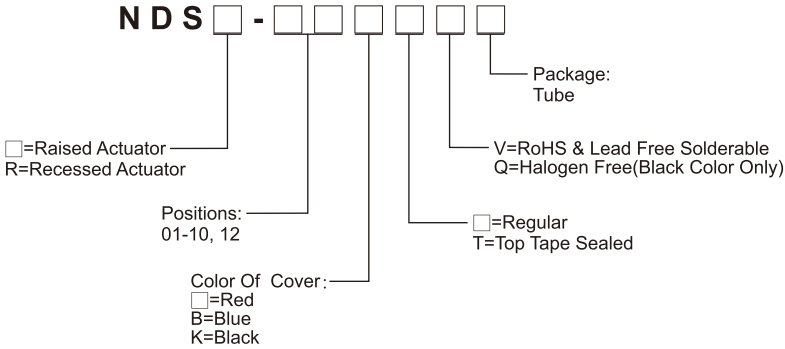 NDS□-□□□□□□
Package:
Tube
□=Raised Actuator
R=Recessed Actuator
V=RoHS & Lead Free Solderable
Q=Halogen Free(Black Color Only)
Positions:
01-10, 12
□=Regular
T=Top Tape Sealed
Color Of Cover:
□=Red
B=Blue
K=Black